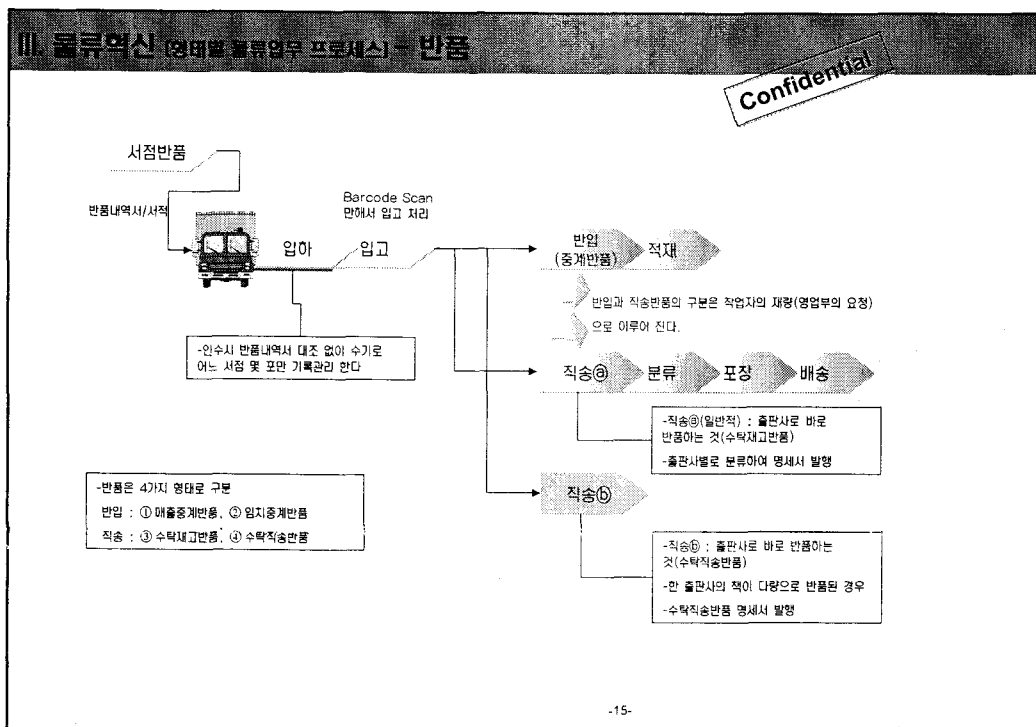 III. 물류혁신 (형태별 물류업무 프로세스) - 반품
Confidential
서점반품
반품내역서/서적
Barcode Scan
만해서 입고 처리
입하
입고
반입
(중계반품)
적재
반입과 직송반품의 구분은 작업자의 재량(영업부의 요청)
으로 이루어 진다.
-인수시 반품내역서 대조 없이 수기로
어느 서점 몇 포만 기록관리 한다
직송ⓐ
분류
포장
배송
-직송ⓐ(일반적) : 출판사로 바로
반품하는 것(수탁재고반품)
-출판사별로 분류하여 명세서 발행
-반품은 4가지 형태로 구분
반입 : ① 매출중계반품, ② 임치중계반품
직송 : ③ 수탁재고반품, ④ 수탁직송반품
직송ⓑ
-직송ⓑ : 출판사로 바로 반품하는
것(수탁직송반품)
-한 출판사의 책이 다량으로 반품된 경우
-수탁직송반품 명세서 발행
-15-